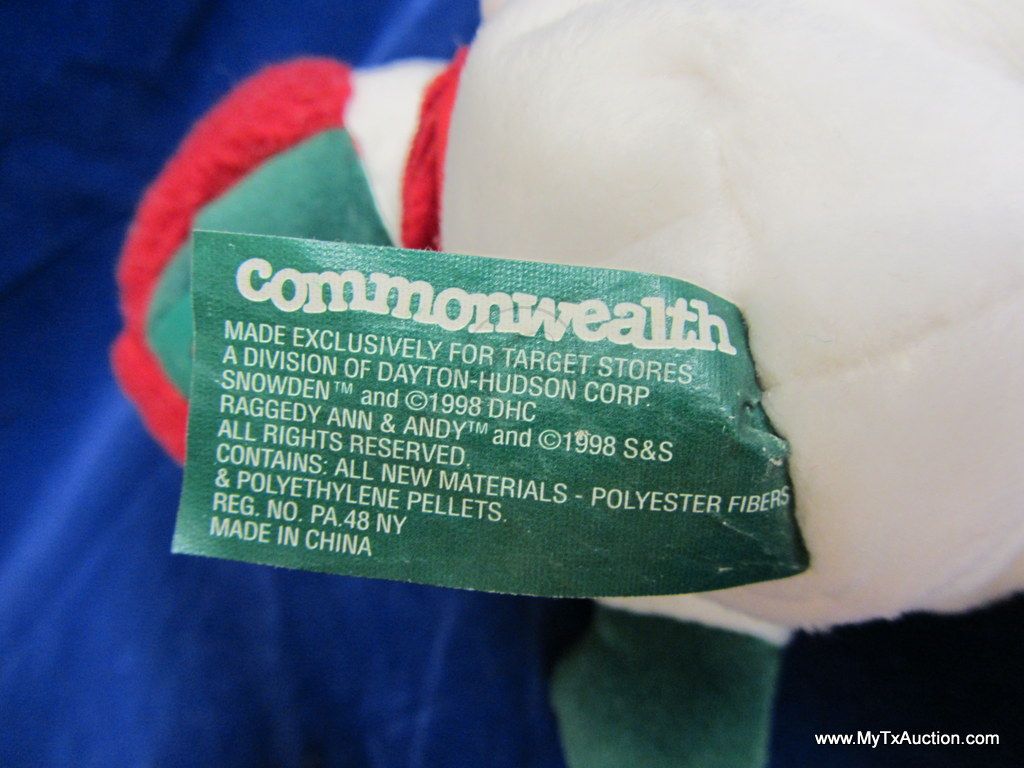 commonwealth
MADE EXCLUSIVELY FOR TARGET STORES
A DIVISION OF DAYTON-HUDSON CORP.
SNOWDEN™ and ©1998 DHC
RAGGEDY ANN & ANDY™ and ©1998 S&S
ALL RIGHTS RESERVED.
CONTAINS: ALL NEW MATERIALS - POLYESTER FIBERS
& POLYETHYLENE PELLETS.
REG. NO. PA.48 NY
MADE IN CHINA
www.MyTxAuction.com